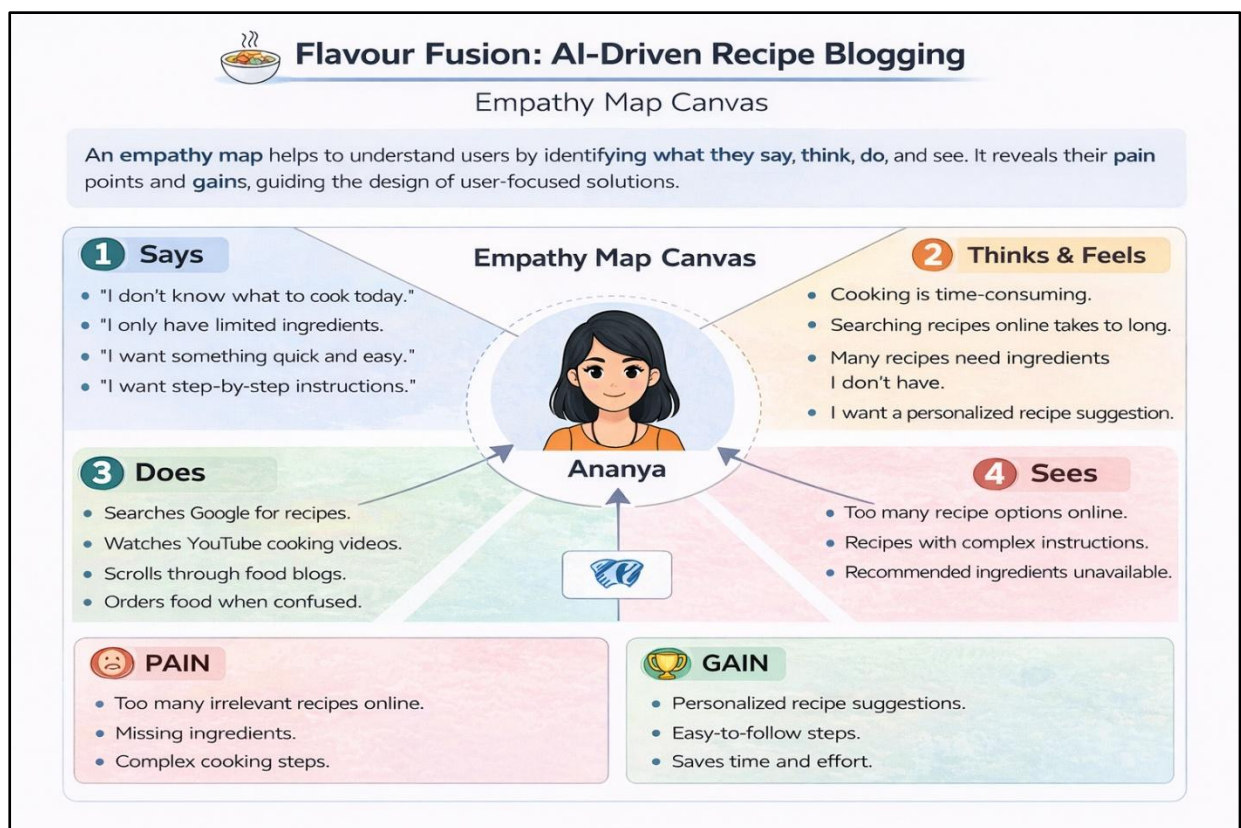 Flavour Fusion: AI-Driven Recipe Blogging
Empathy Map Canvas
An empathy map helps to understand users by identifying what they say, think, do, and see. It reveals their pain
points and gains, guiding the design of user-focused solutions.
Empathy Map Canvas
1 Says
• "I don't know what to cook today."
• "I only have limited ingredients.
• "I want something quick and easy."
• "I want step-by-step instructions."
2 Thinks & Feels
• Cooking is time-consuming.
• Searching recipes online takes to long.
• Many recipes need ingredients
I don't have.
• I want a personalized recipe suggestion.
Ananya
3 Does
• Searches Google for recipes.
• Watches YouTube cooking videos.
• Scrolls through food blogs.
• Orders food when confused.
4 Sees
• Too many recipe options online.
• Recipes with complex instructions.
• Recommended ingredients unavailable.
PAIN
• Too many irrelevant recipes online.
• Missing ingredients.
• Complex cooking steps.
GAIN
• Personalized recipe suggestions.
• Easy-to-follow steps.
• Saves time and effort.